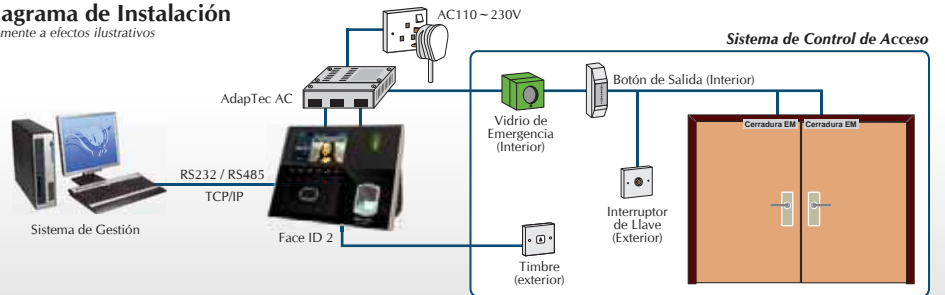 agrama de Instalación
mente a efectos ilustrativos
AC110~230V
Sistema de Control de Acceso
AdapTec AC
Botón de Salida (Interior)
Vidrio de
Emergencia
(Interior)
Cerradura EM
Cerradura EM
RS232 / RS485
TCP/IP
Sistema de Gestión
Face ID 2
Interruptor
de Llave
(Exterior)
Timbre
(exterior)